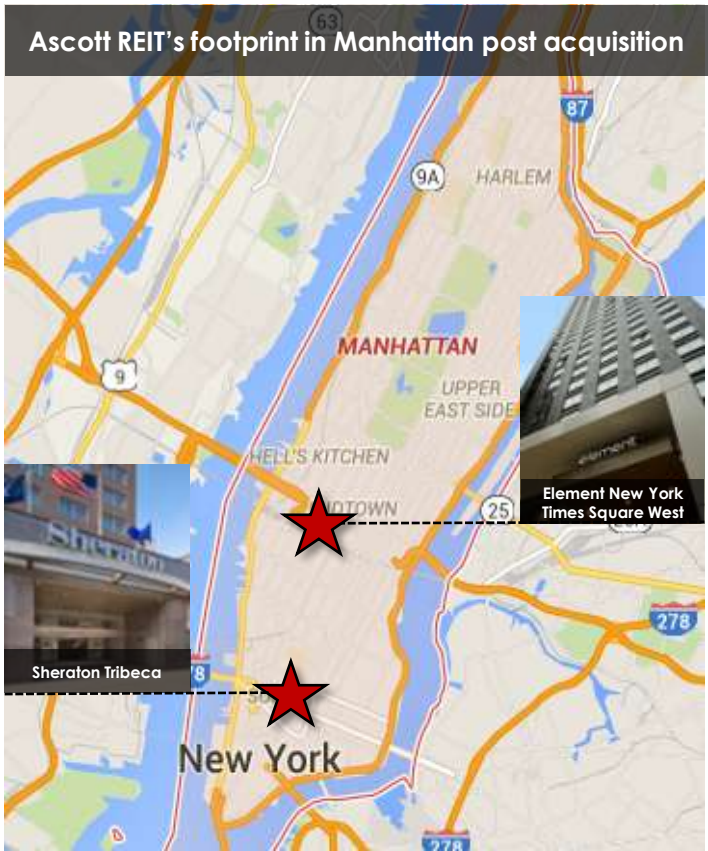 Ascott REIT's footprint in Manhattan post acquisition
63
87
9A
HARLEM
MANHATTAN
9
UPPER
EAST SIDE
HELL'S KITCHEN
element
Element New York
Times Square West
25
Sheraton
278
Sheraton Tribeca
New York
278